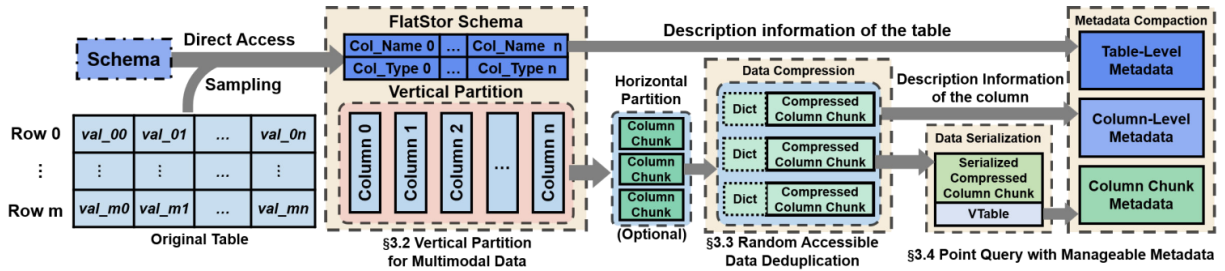 Schema
Direct Access
Sampling
Row 0
val_00 val_01 ... val_0n
⋮ ⋮ ⋮ ... ⋮
Row m
val_m0 val_m1 ... val_mn
Original Table
FlatStor Schema
Col_Name 0 ... Col_Name n
Col_Type 0 ... Col_Type n
Vertical Partition
Column 0
Column 1
Column 2
...
Column n
§3.2 Vertical Partition
for Multimodal Data
Description information of the table
Horizontal
Partition
Column
Chunk
Column
Chunk
Column
Chunk
(Optional)
Data Compression
Dict
Compressed
Column Chunk
Dict
Compressed
Column Chunk
Dict
Compressed
Column Chunk
§3.3 Random Accessible
Data Deduplication
Description Information
of the column
Data Serialization
Serialized
Compressed
Column Chunk
VTable
Metadata Compaction
Table-Level
Metadata
Column-Level
Metadata
Column Chunk
Metadata
§3.4 Point Query with Manageable Metadata